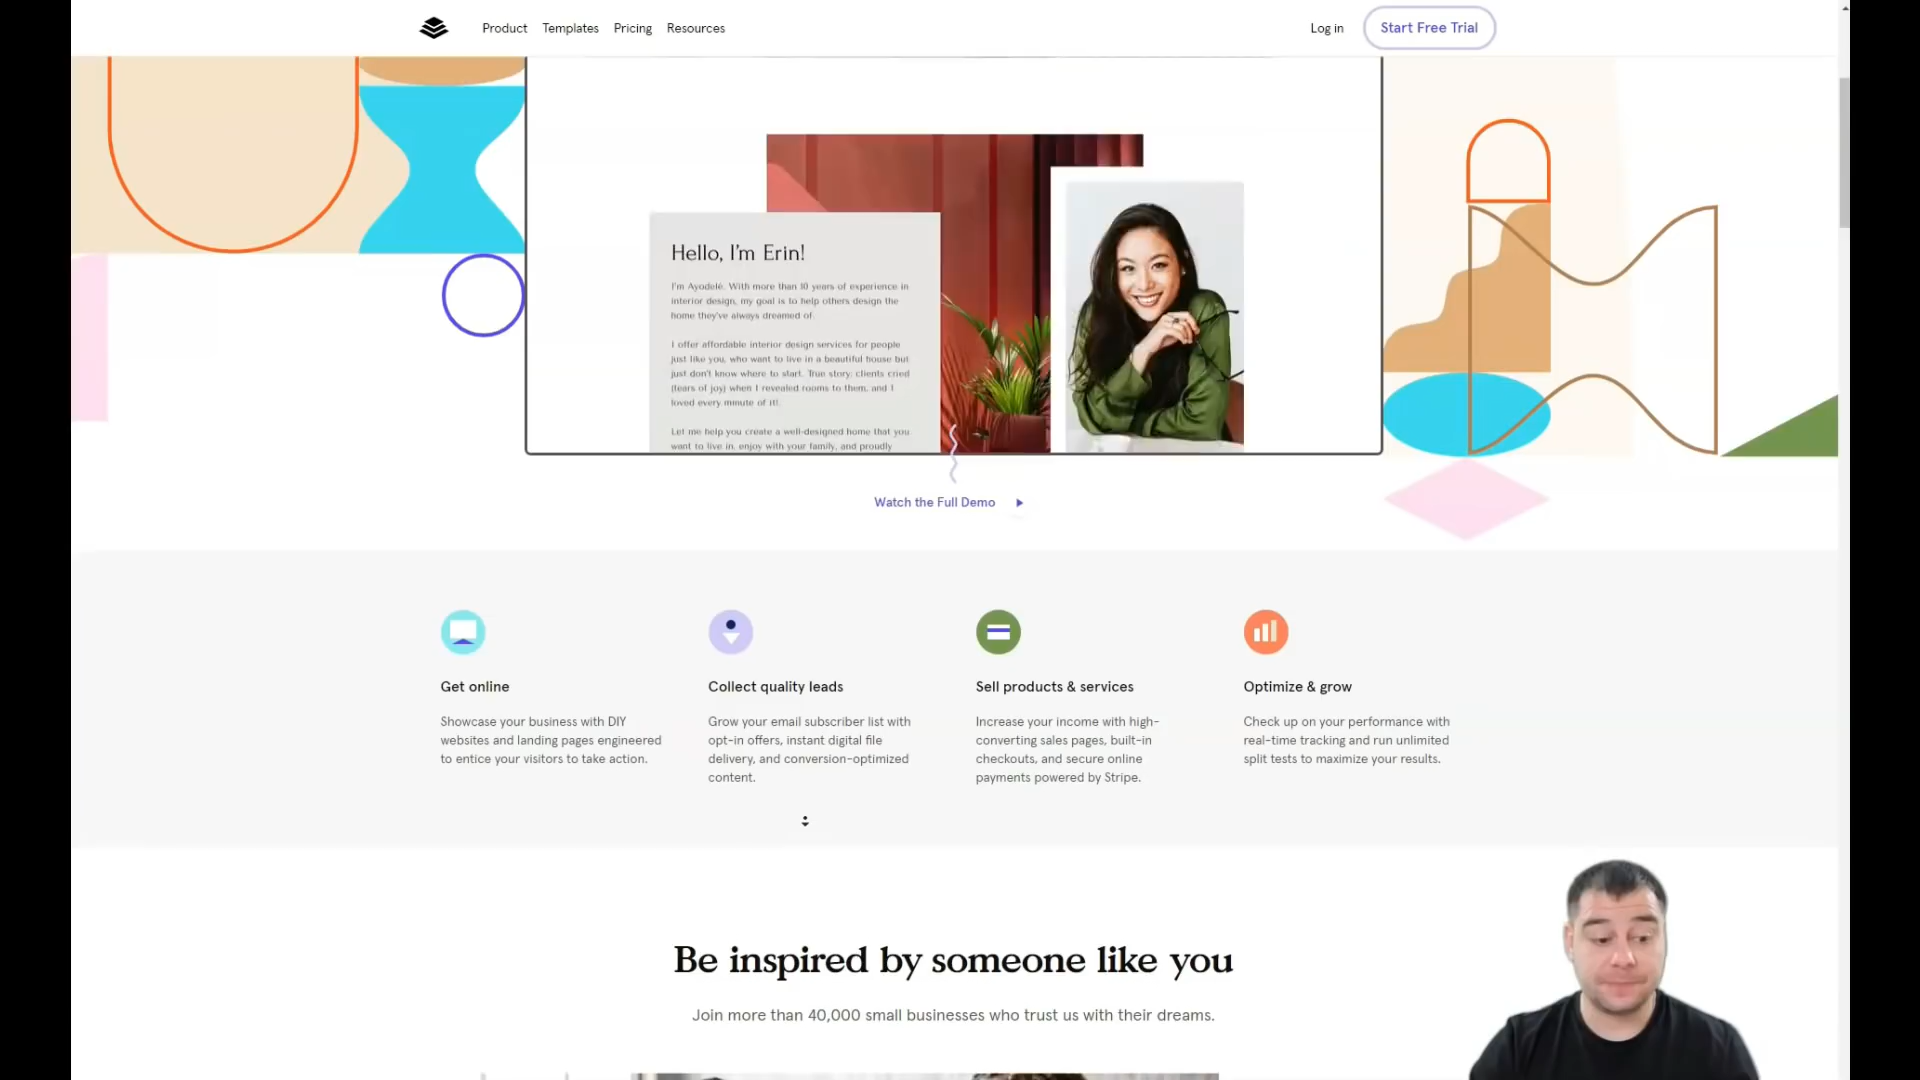 Product Templates Pricing Resources
Log in
Start Free Trial
Hello, I'm Erin!
I'm Ayodelé. With more than 10 years of experience in
interior design, my goal is to help others design the
home they've always dreamed of.
I offer affordable interior design services for people
just like you, who want to live in a beautiful house but
just don't know where to start. True story: clients cried
(tears of joy) when I revealed rooms to them, and I
loved every minute of it!
Let me help you create a well-designed home that you
want to live in, enjoy with your family, and proudly
Watch the Full Demo
Get online
Showcase your business with DIY
websites and landing pages engineered
to entice your visitors to take action.
Collect quality leads
Grow your email subscriber list with
opt-in offers, instant digital file
delivery, and conversion-optimized
content.
Sell products & services
Increase your income with high-
converting sales pages, built-in
checkouts, and secure online
payments powered by Stripe.
Optimize & grow
Check up on your performance with
real-time tracking and run unlimited
split tests to maximize your results.
Be inspired by someone like you
Join more than 40,000 small businesses who trust us with their dreams.